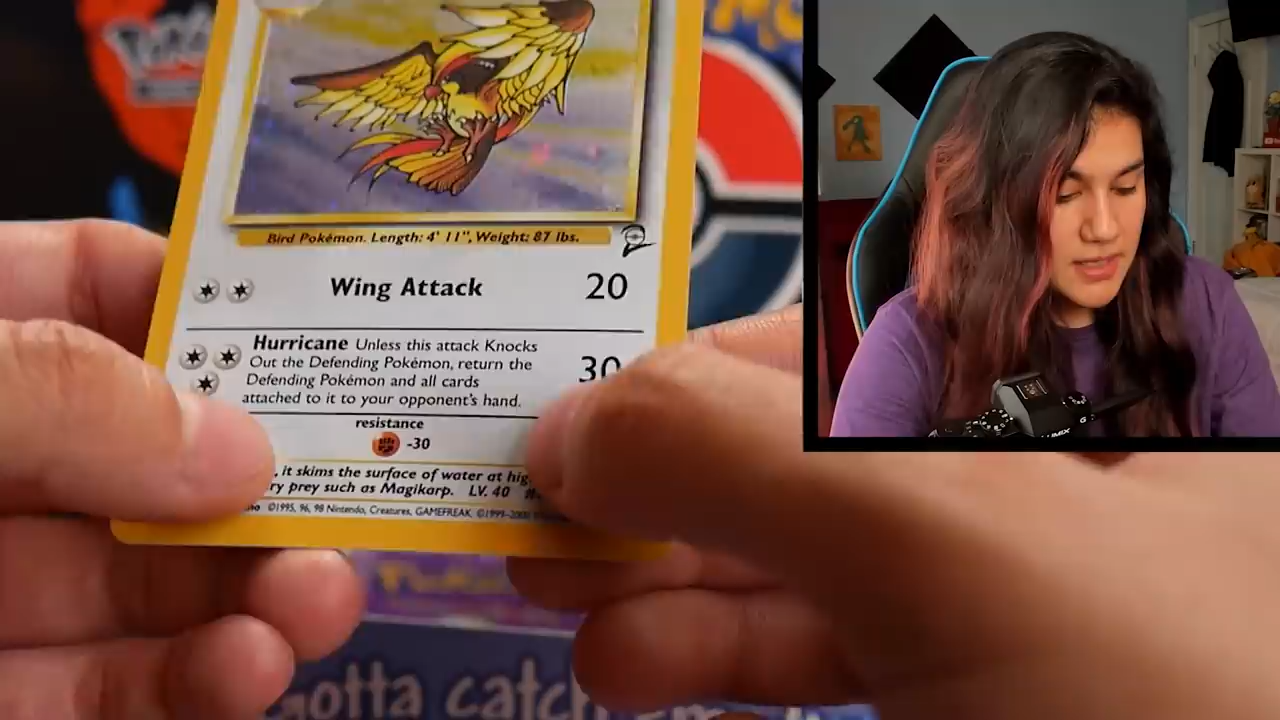 Bird Pokémon. Length: 4' 11", Weight: 87 lbs.
Wing Attack 20
Hurricane Unless this attack Knocks
Out the Defending Pokémon, return the
Defending Pokémon and all cards
attached to it to your opponent's hand.
30
resistance
-30
, it skims the surface of water at
prey such as Magikarp. LV. 40
©1995, 96, 98 Nintendo, Creatures, GAMEFREAK.
LUMIX G
gotta catch